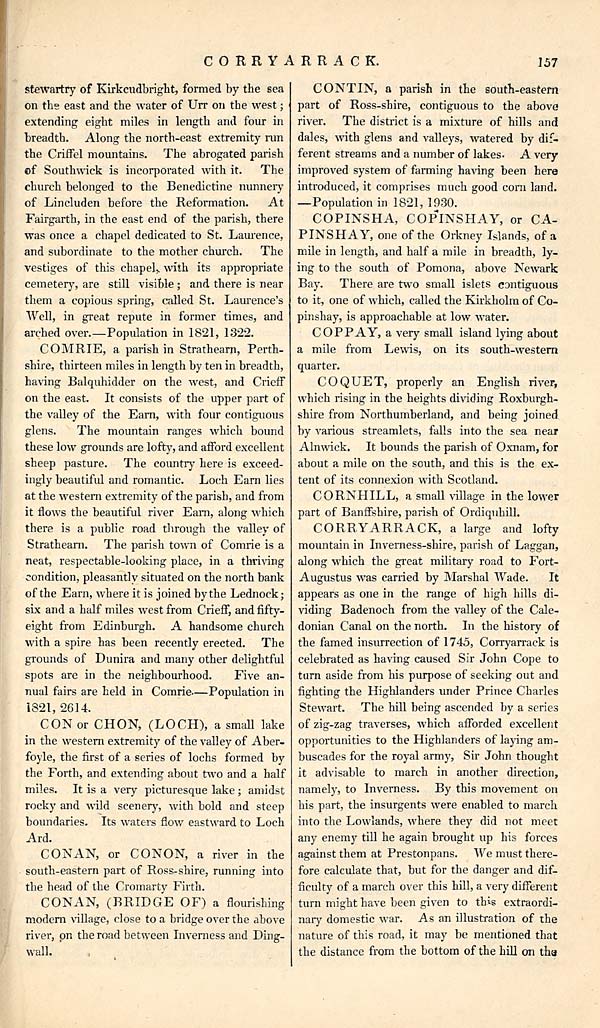 CORRYARRACK.
157
stewartry of Kirkcudbright, formed by the sea
on the east and the water of Urr on the west;
extending eight miles in length and four in
breadth. Along the north-east extremity run
the Criffel mountains. The abrogated parish
of Southwick is incorporated with it. The
church belonged to the Benedictine nunnery
of Lincluden before the Reformation. At
Fairgarth, in the east end of the parish, there
was once a chapel dedicated to St. Laurence,
and subordinate to the mother church. The
vestiges of this chapel, with its appropriate
cemetery, are still visible; and there is near
them a copious spring, called St. Laurence's
Well, in great repute in former times, and
arched over.—Population in 1821, 1322.
COMRIE, a parish in Strathearn, Perth-
shire, thirteen miles in length by ten in breadth,
having Balquhidder on the west, and Crieff
on the east. It consists of the upper part of
the valley of the Earn, with four contiguous
glens. The mountain ranges which bound
these low grounds are lofty, and afford excellent
sheep pasture. The country here is exceed-
ingly beautiful and romantic. Loch Earn lies
at the western extremity of the parish, and from
it flows the beautiful river Earn, along which
there is a public road through the valley of
Strathearn. The parish town of Comrie is a
neat, respectable-looking place, in a thriving
condition, pleasantly situated on the north bank
of the Earn, where it is joined by the Lednock;
six and a half miles west from Crieff, and fifty-
eight from Edinburgh. A handsome church
with a spire has been recently erected. The
grounds of Dunira and many other delightful
spots are in the neighbourhood. Five an-
nual fairs are held in Comrie.—Population in
1821, 2614.
CON or CHON, (LOCH), a small lake
in the western extremity of the valley of Aber-
foyle, the first of a series of lochs formed by
the Forth, and extending about two and a half
miles. It is a very picturesque lake; amidst
rocky and wild scenery, with bold and steep
boundaries. Its waters flow eastward to Loch
Ard.
CONAN, or CONON, a river in the
south-eastern part of Ross-shire, running into
the head of the Cromarty Firth.
CONAN, (BRIDGE OF) a flourishing
modern village, close to a bridge over the above
river, on the road between Inverness and Ding-
wall.
CONTIN, a parish in the south-eastern
part of Ross-shire, contiguous to the above
river. The district is a mixture of hills and
dales, with glens and valleys, watered by dif-
ferent streams and a number of lakes. A very
improved system of farming having been here
introduced, it comprises much good corn land.
—Population in 1821, 1930.
COPINSHA, COPINSHAY, or CA-
PINSHAY, one of the Orkney Islands, of a
mile in length, and half a mile in breadth, ly-
ing to the south of Pomona, above Newark
Bay. There are two small islets contiguous
to it, one of which, called the Kirkholm of Co-
pinshay, is approachable at low water.
COPPAY, a very small island lying about
a mile from Lewis, on its south-western
quarter.
COQUET, properly an English river,
which rising in the heights dividing Roxburgh-
shire from Northumberland, and being joined
by various streamlets, falls into the sea near
Alnwick. It bounds the parish of Oxnam, for
about a mile on the south, and this is the ex-
tent of its connexion with Scotland.
CORNHILL, a small village in the lower
part of Banffshire, parish of Ordiquhill.
CORRYARRACK, a large and lofty
mountain in Inverness-shire, parish of Laggan,
along which the great military road to Fort-
Augustus was carried by Marshal Wade. It
appears as one in the range of high hills di-
viding Badenoch from the valley of the Cale-
donian Canal on the north. In the history of
the famed insurrection of 1745, Corryarrack is
celebrated as having caused Sir John Cope to
turn aside from his purpose of seeking out and
fighting the Highlanders under Prince Charles
Stewart. The hill being ascended by a series
of zig-zag traverses, which afforded excellent
opportunities to the Highlanders of laying am-
buscades for the royal army, Sir John thought
it advisable to march in another direction,
namely, to Inverness. By this movement on
his part, the insurgents were enabled to march
into the Lowlands, where they did not meet
any enemy till he again brought up his forces
against them at Prestonpans. We must there-
fore calculate that, but for the danger and dif-
ficulty of a march over this hill, a very different
turn might have been given to this extraordi-
nary domestic war. As an illustration of the
nature of this road, it may be mentioned that
the distance from the bottom of the hill on the